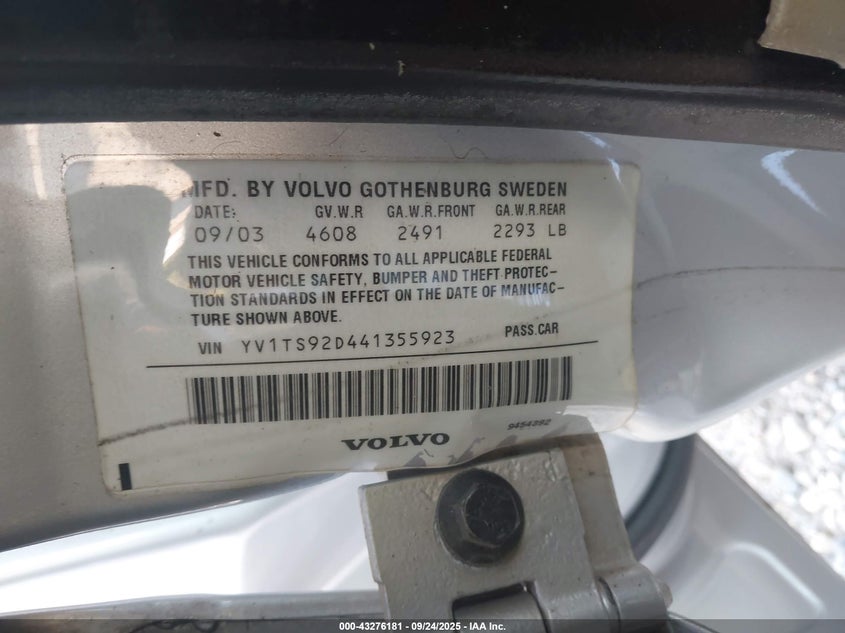 MFD. BY VOLVO GOTHENBURG SWEDEN
DATE: GV.W.R GA.W.R.FRONT GA.W.R.REAR
09/03 4608 2491 2293 LB
THIS VEHICLE CONFORMS TO ALL APPLICABLE FEDERAL
MOTOR VEHICLE SAFETY, BUMPER AND THEFT PROTEC-
TION STANDARDS IN EFFECT ON THE DATE OF MANUFAC-
TURE SHOWN ABOVE.
VIN YV1TS92D441355923 PASS.CAR
9454392
VOLVO
000-43276181 - 09/24/2025 - IAA, Inc.